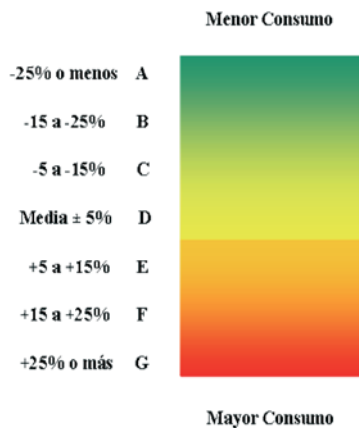 Menor Consumo
-25% o menos A
-15 a -25% B
-5 a -15% C
Media ± 5% D
+5 a +15% E
+15 a +25% F
+25% o más G
Mayor Consumo